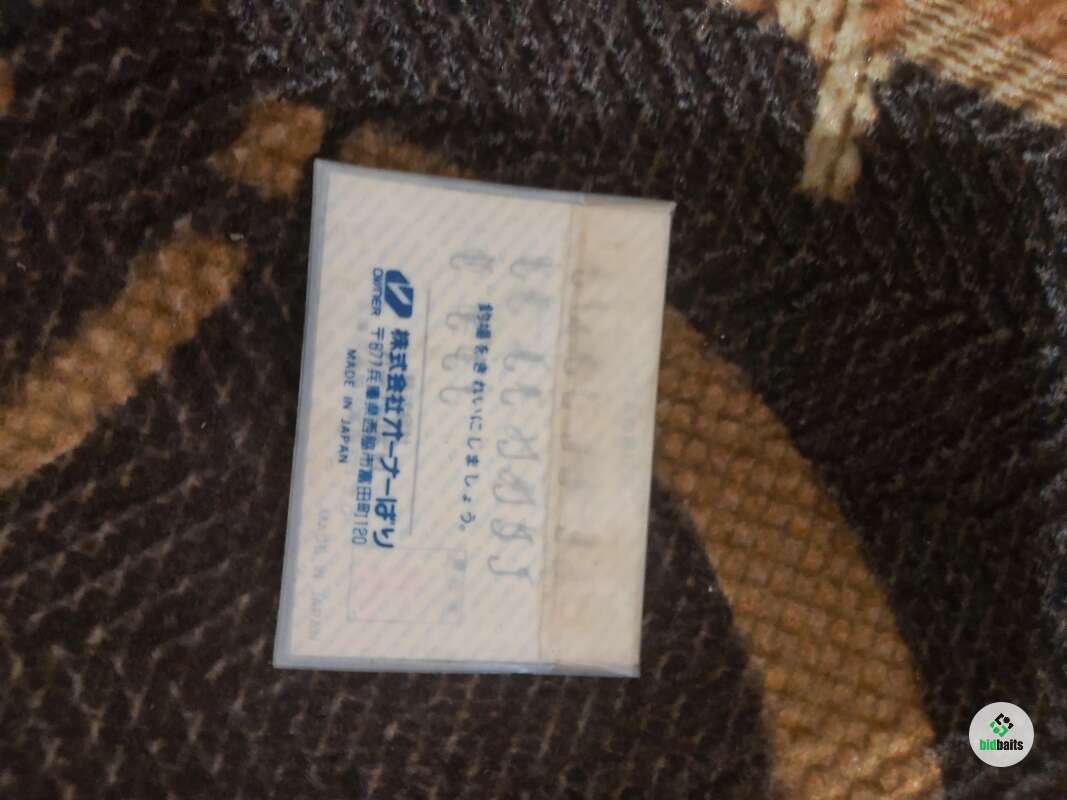 釣場をきれいにしましょう。
OWNER
株式会社オーナーばり
〒677兵庫県西脇市富田町1120
MADE IN JAPAN
bidbaits